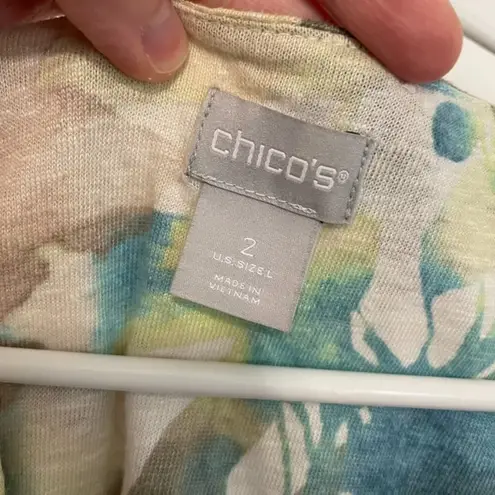 chico's®
2
U.S. SIZE: L
MADE IN
VIETNAM